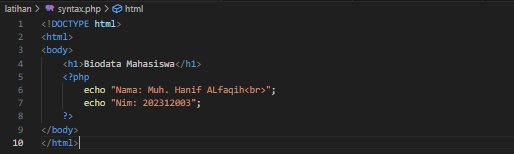 latihan > syntax.php > html
1 <!DOCTYPE html>
2 <html>
3 <body>
4     <h1>Biodata Mahasiswa</h1>
5     <?php
6         echo "Nama: Muh. Hanif ALfaqih<br>";
7         echo "Nim: 202312003";
8     ?>
9 </body>
10 </html>